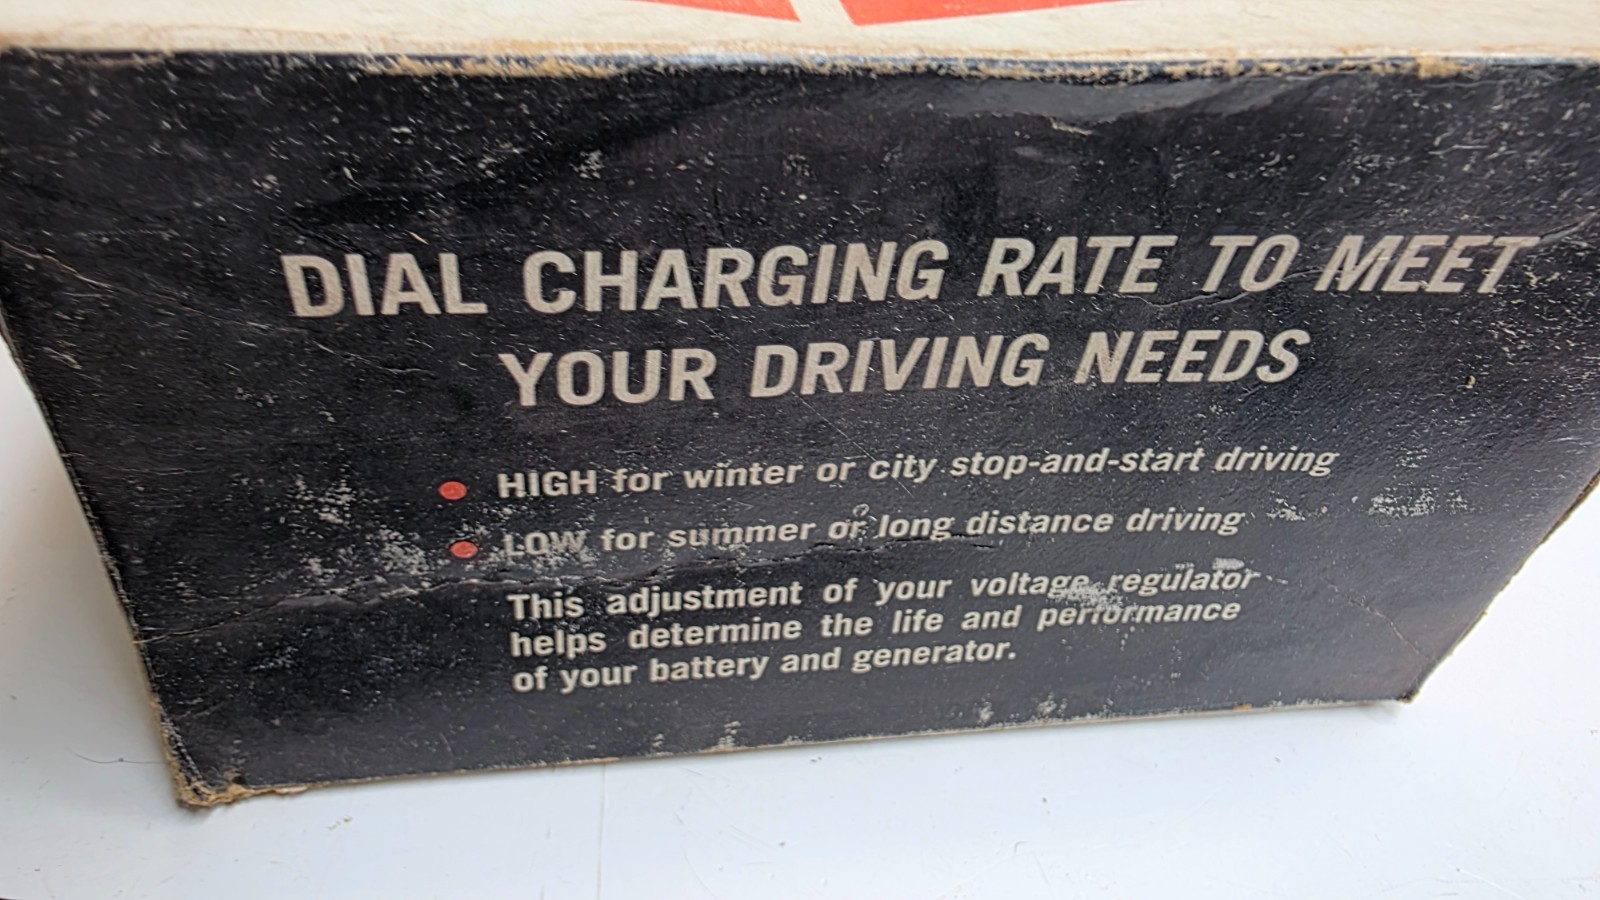 DIAL CHARGING RATE TO MEET
YOUR DRIVING NEEDS
HIGH for winter or city stop-and-start driving
LOW for summer or long distance driving
This adjustment of your voltage regulator
helps determine the life and performance
of your battery and generator.